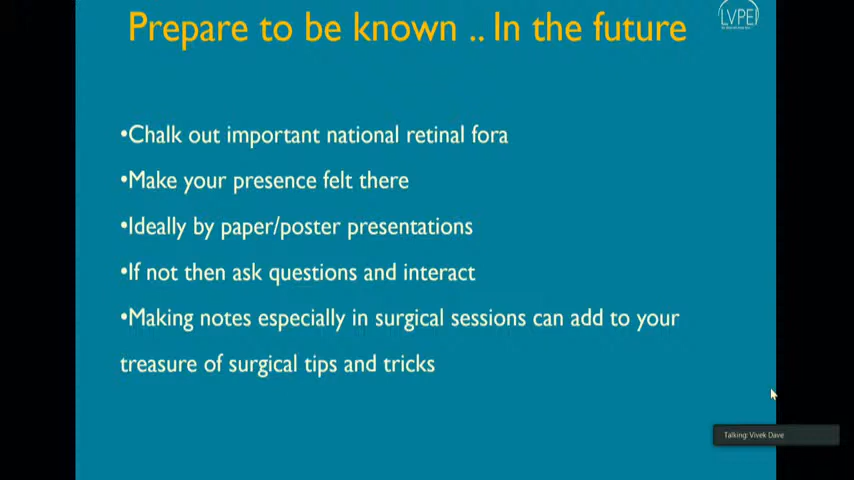 Prepare to be known .. In the future
LVPEI
•Chalk out important national retinal fora
•Make your presence felt there
•Ideally by paper/poster presentations
•If not then ask questions and interact
•Making notes especially in surgical sessions can add to your
treasure of surgical tips and tricks
Talking: Vivek Dave